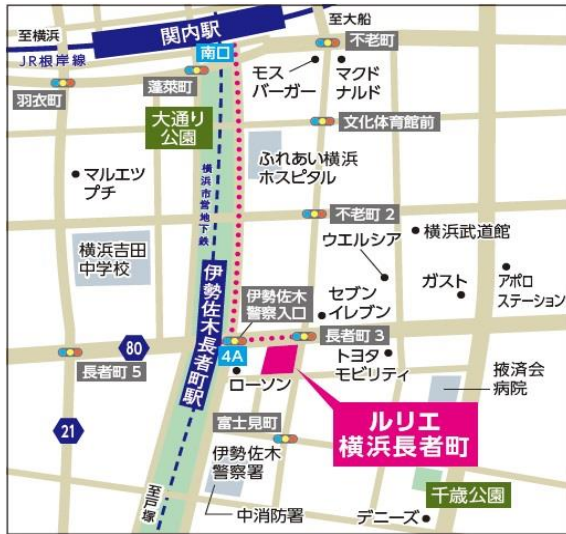 至横浜
関内駅
至大船
JR根岸線
南口
不老町
羽衣町
蓬莱町
モス
バーガー
マクド
ナルド
大通り
公園
文化体育館前
ふれあい横浜
ホスピタル
マルエツ
プチ
横浜市営地下鉄
不老町2
横浜武道館
ウエルシア
横浜吉田
中学校
伊勢佐木長者町駅
伊勢佐木
警察入口
セブン
イレブン
ガスト
アポロ
ステーション
80
長者町5
4A
長者町3
トヨタ
モビリティ
ローソン
掖済会
病院
21
富士見町
ルリエ
横浜長者町
伊勢佐木
警察署
千歳公園
至戸塚
中消防署
デニーズ